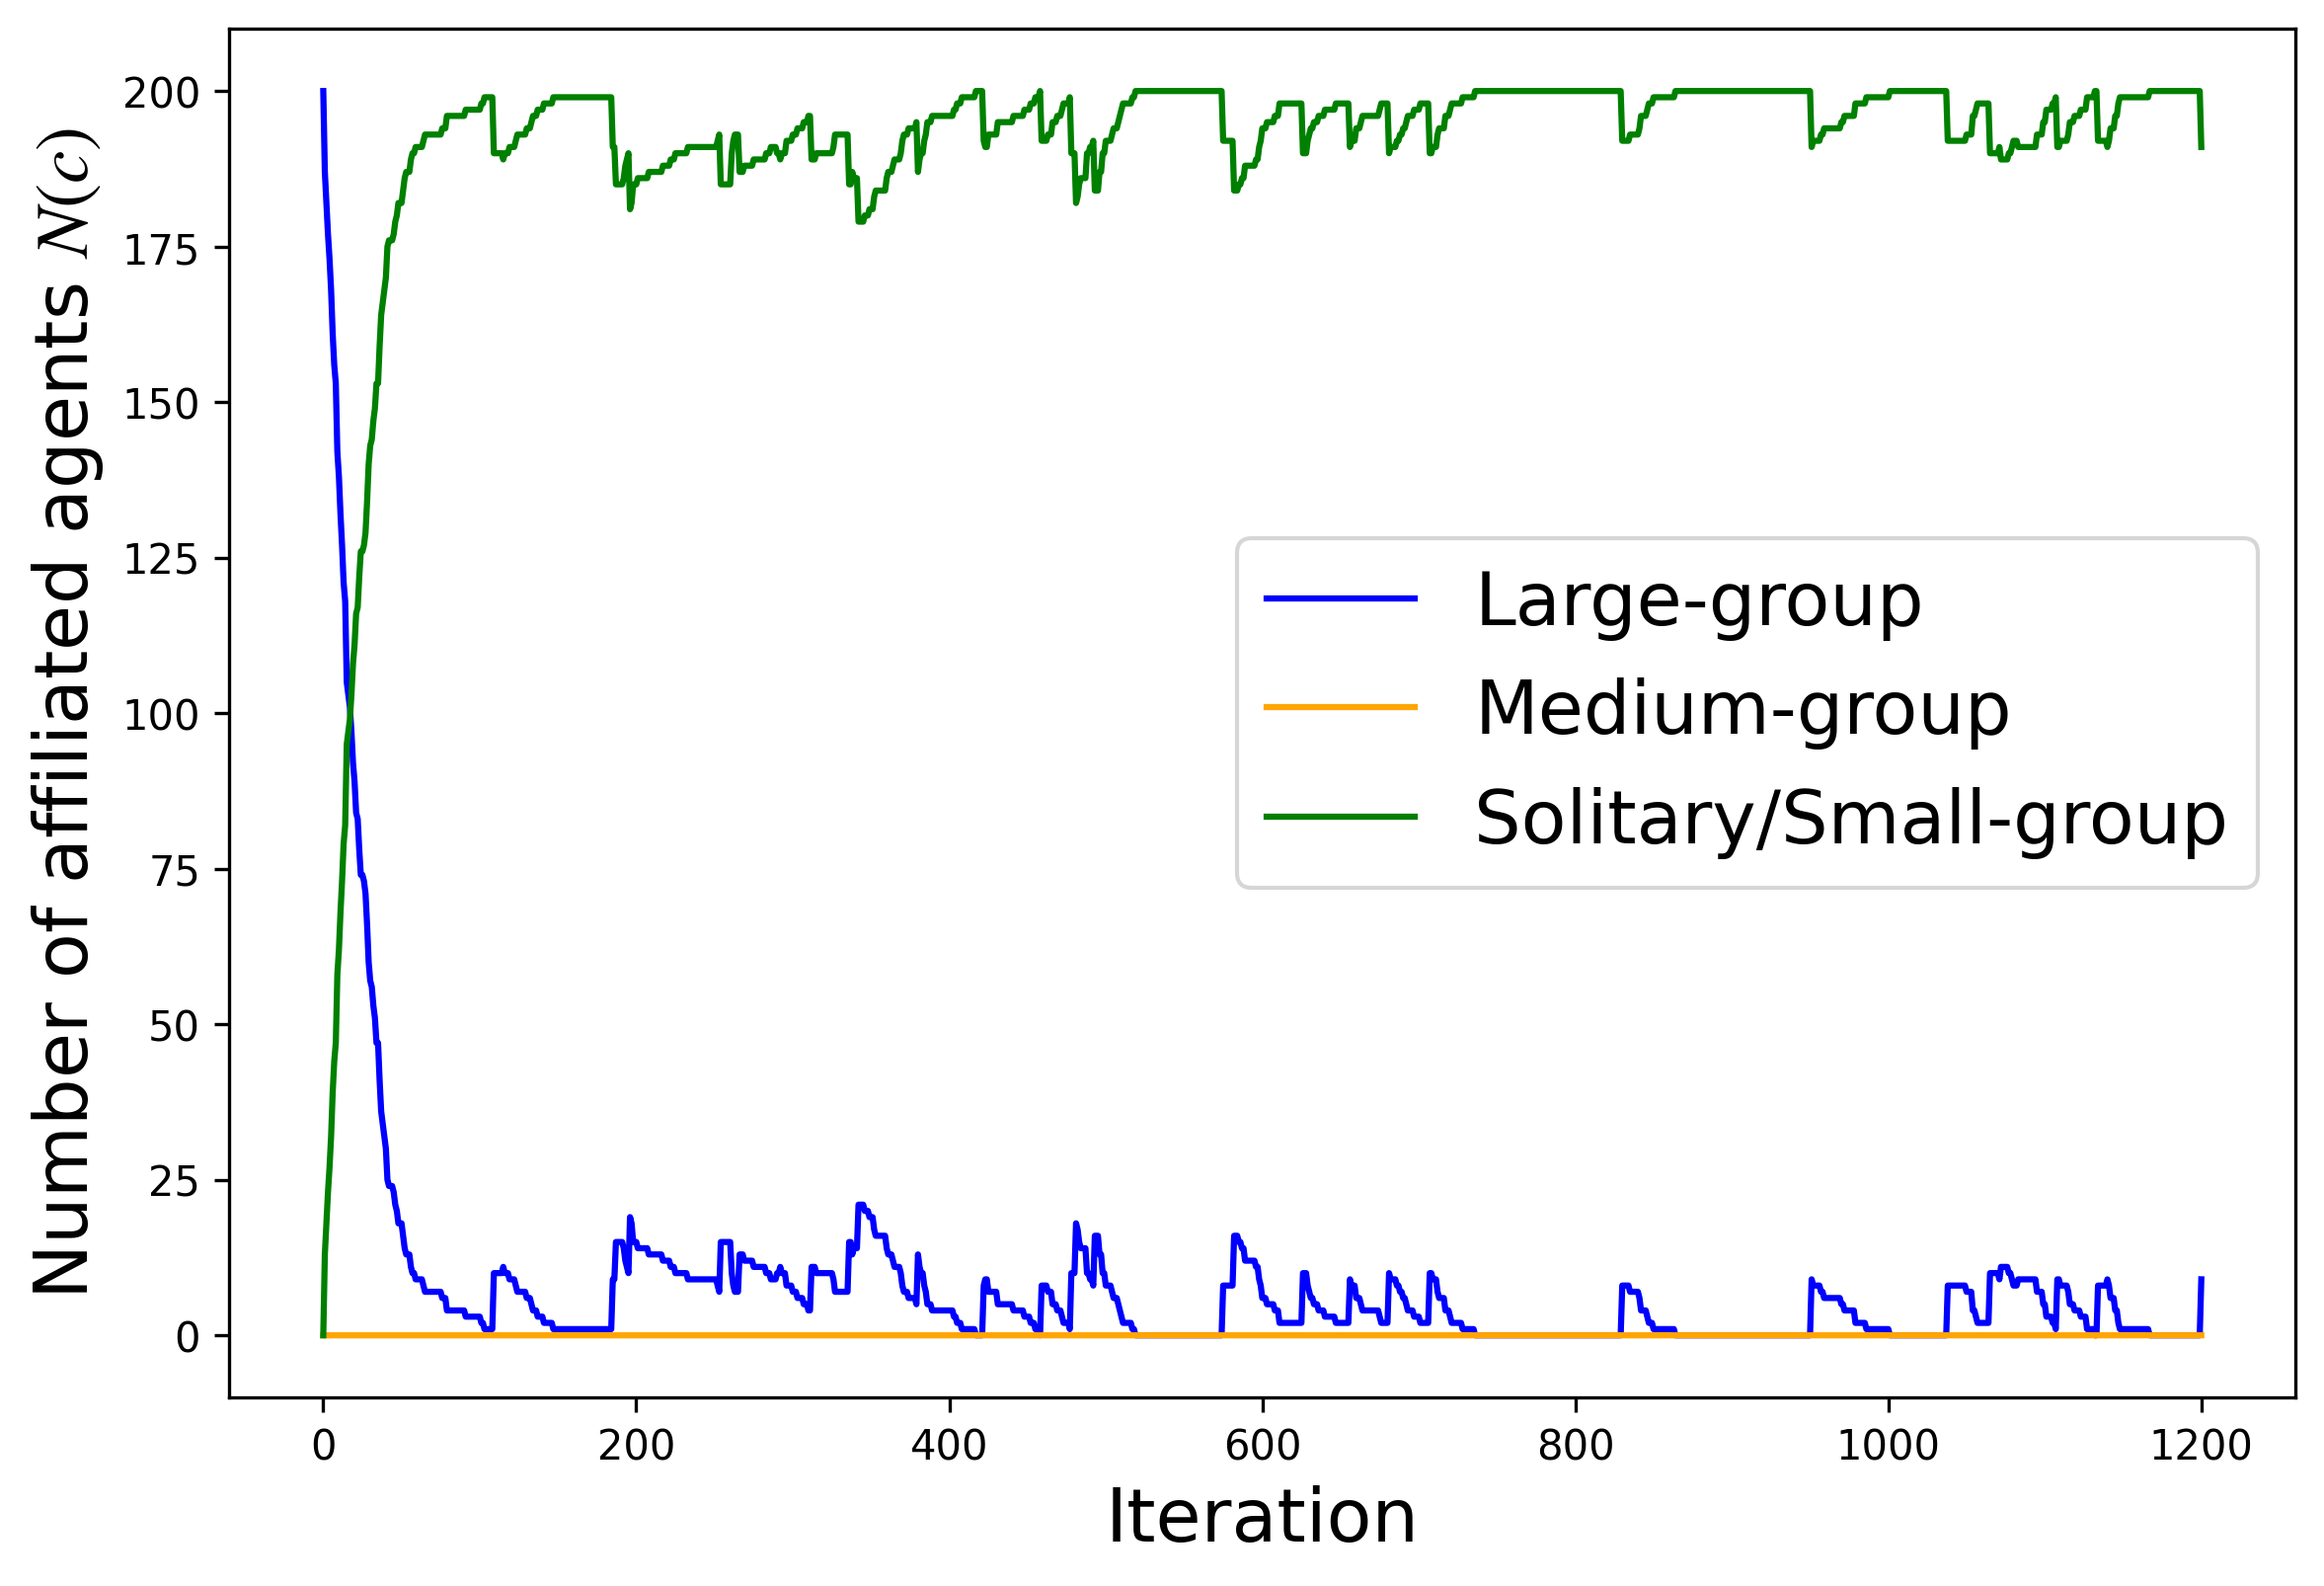 Number of affiliated agents N(c)
200
175
150
125
100
75
50
25
0
Large-group
Medium-group
Solitary/Small-group
0 200 400 600 800 1000 1200
Iteration